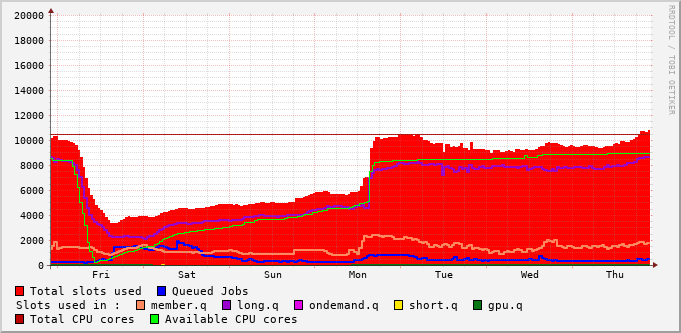 20000
18000
16000
14000
12000
10000
8000
6000
4000
2000
0
Fri Sat Sun Mon Tue Wed Thu
RRDTOOL / TOBI OETIKER
Total slots used Queued Jobs
Slots used in : member.q long.q ondemand.q short.q gpu.q
Total CPU cores Available CPU cores